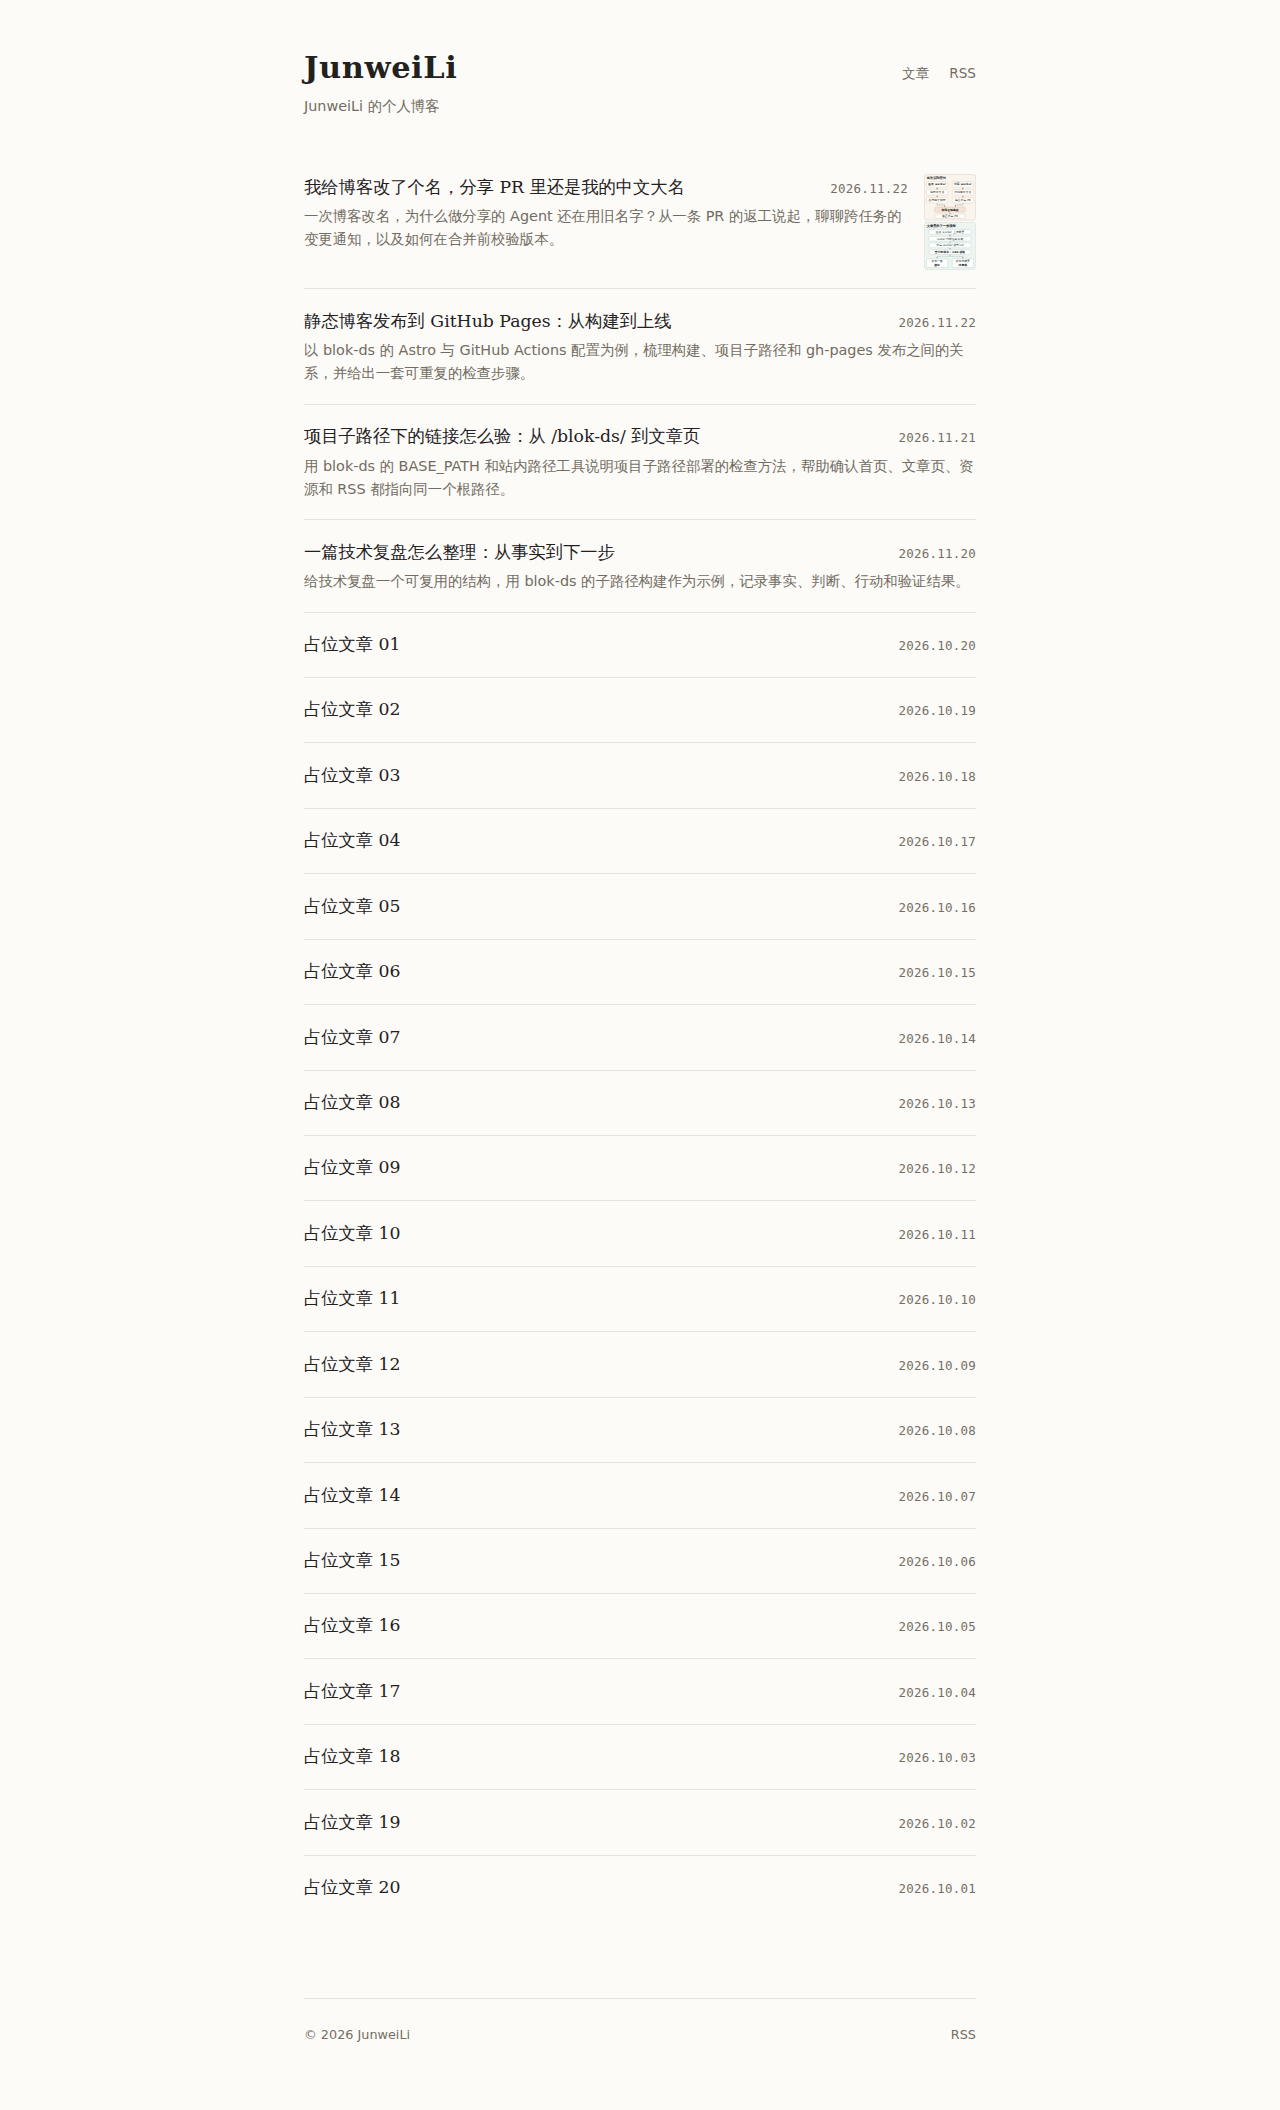 JunweiLi
文章 RSS
JunweiLi 的个人博客
我给博客改了个名，分享 PR 里还是我的中文大名 2026.11.22
一次博客改名，为什么做分享的 Agent 还在用旧名字？从一条 PR 的返工说起，聊聊跨任务的
变更通知，以及如何在合并前校验版本。
静态博客发布到 GitHub Pages：从构建到上线 2026.11.22
以 blok-ds 的 Astro 与 GitHub Actions 配置为例，梳理构建、项目子路径和 gh-pages 发布之间的关
系，并给出一套可重复的检查步骤。
项目子路径下的链接怎么验：从 /blok-ds/ 到文章页 2026.11.21
用 blok-ds 的 BASE_PATH 和站内路径工具说明项目子路径部署的检查方法，帮助确认首页、文章页、资
源和 RSS 都指向同一个根路径。
一篇技术复盘怎么整理：从事实到下一步 2026.11.20
给技术复盘一个可复用的结构，用 blok-ds 的子路径构建作为示例，记录事实、判断、行动和验证结果。
占位文章 01 2026.10.20
占位文章 02 2026.10.19
占位文章 03 2026.10.18
占位文章 04 2026.10.17
占位文章 05 2026.10.16
占位文章 06 2026.10.15
占位文章 07 2026.10.14
占位文章 08 2026.10.13
占位文章 09 2026.10.12
占位文章 10 2026.10.11
占位文章 11 2026.10.10
占位文章 12 2026.10.09
占位文章 13 2026.10.08
占位文章 14 2026.10.07
占位文章 15 2026.10.06
占位文章 16 2026.10.05
占位文章 17 2026.10.04
占位文章 18 2026.10.03
占位文章 19 2026.10.02
占位文章 20 2026.10.01
© 2026 JunweiLi RSS